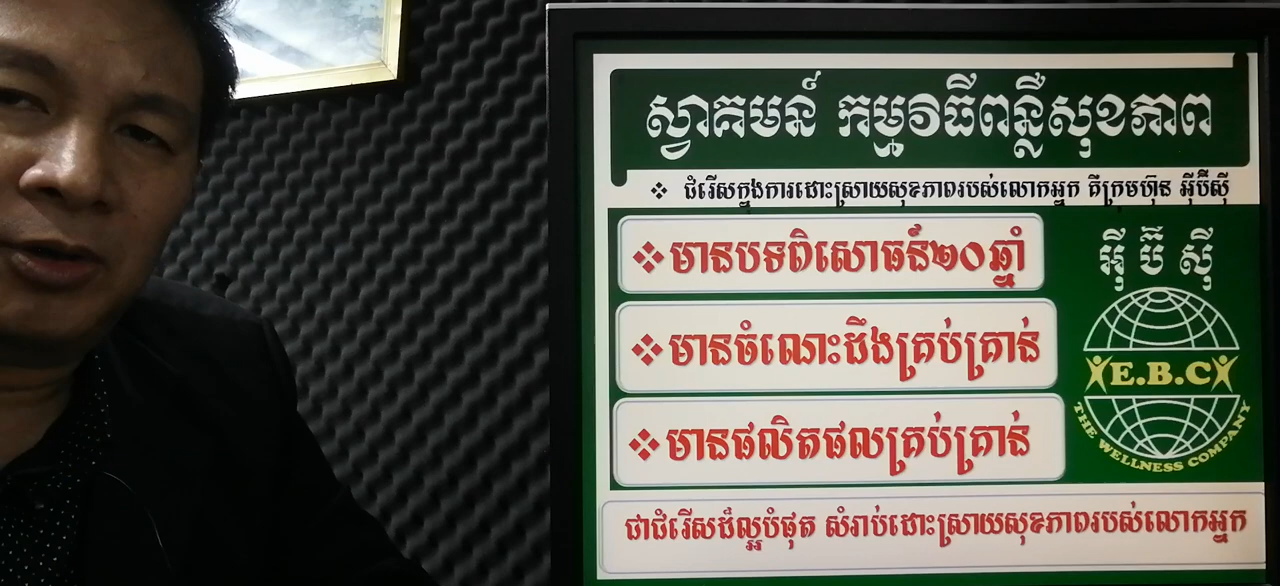 ស្វាគមន៍ កម្មវិធីពន្លឺសុខភាព
❖ ជំរើសក្នុងការដោះស្រាយសុខភាពរបស់លោកអ្នក គឺក្រុមហ៊ុន អ៊ីប៊ីស៊ី
❖មានបទពិសោធន៍២០ឆ្នាំ
❖មានចំណេះដឹងគ្រប់គ្រាន់
❖មានផលិតផលគ្រប់គ្រាន់
អ៊ី ប៊ី ស៊ី
E.B.C
THE WELLNESS COMPANY
ជាជំរើសដ៏ល្អបំផុត សំរាប់ដោះស្រាយសុខភាពរបស់លោកអ្នក